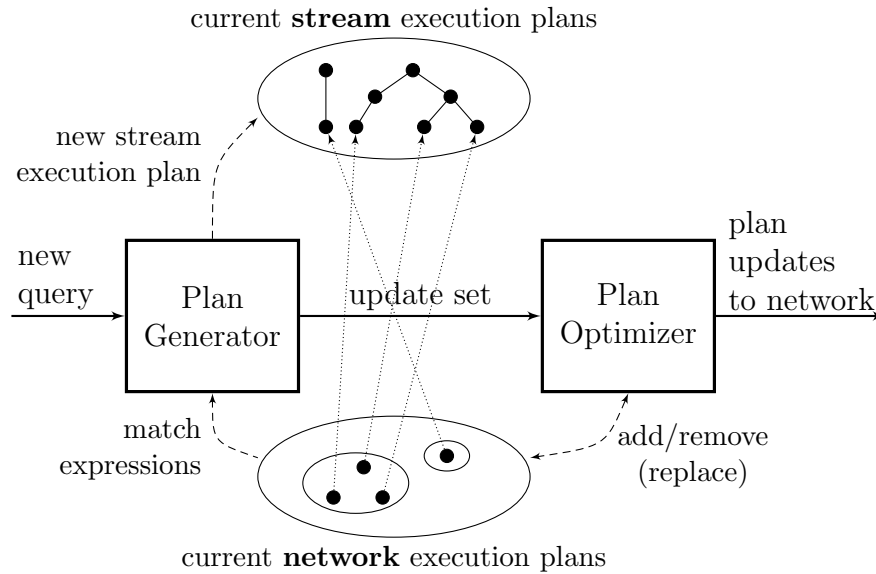 current stream execution plans
new stream
execution plan
new
query
Plan
Generator
update set
Plan
Optimizer
plan
updates
to network
match
expressions
add/remove
(replace)
current network execution plans